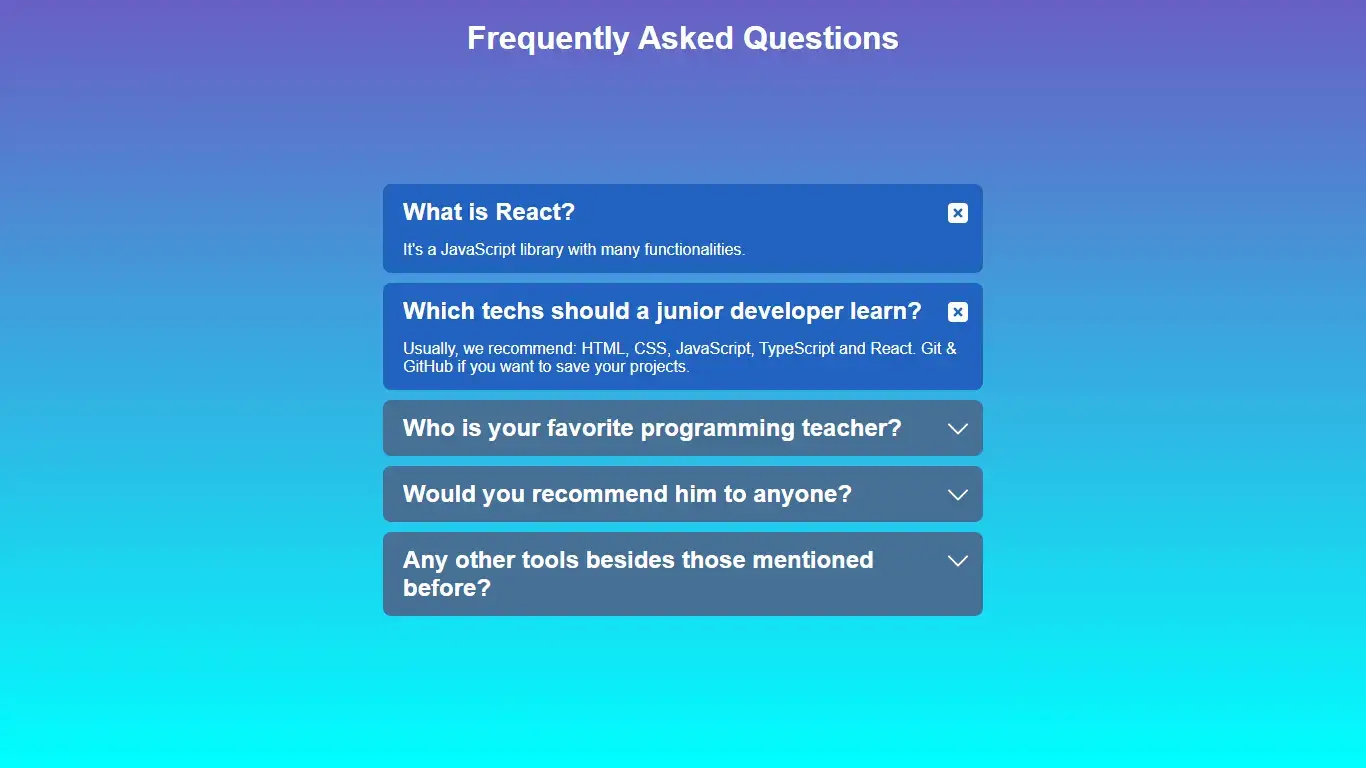 Frequently Asked Questions
What is React?
It's a JavaScript library with many functionalities.
Which techs should a junior developer learn?
Usually, we recommend: HTML, CSS, JavaScript, TypeScript and React. Git &
GitHub if you want to save your projects.
Who is your favorite programming teacher?
Would you recommend him to anyone?
Any other tools besides those mentioned
before?